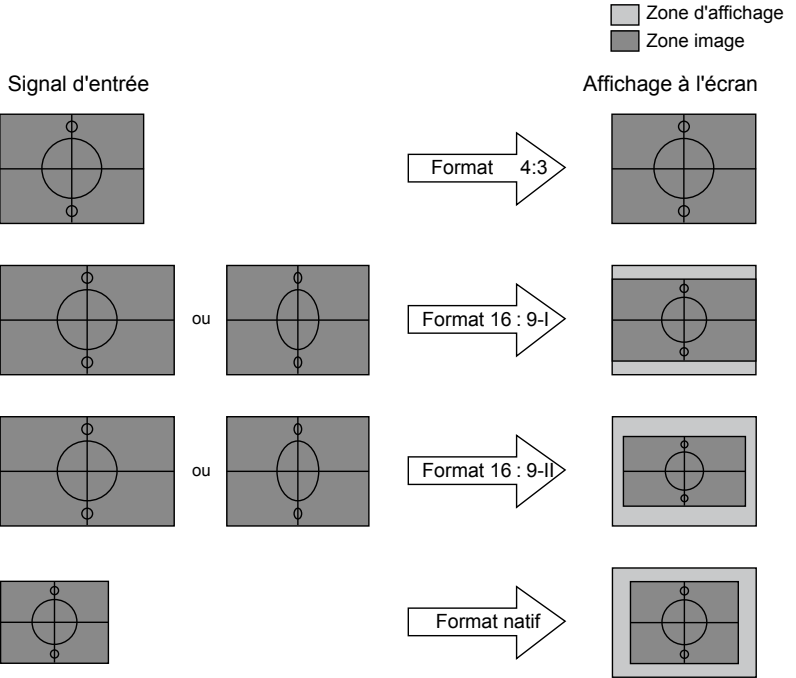 Zone d'affichage
Zone image
Signal d'entrée
Affichage à l'écran
Format 4:3
ou
Format 16 : 9-I
ou
Format 16 : 9-II
Format natif